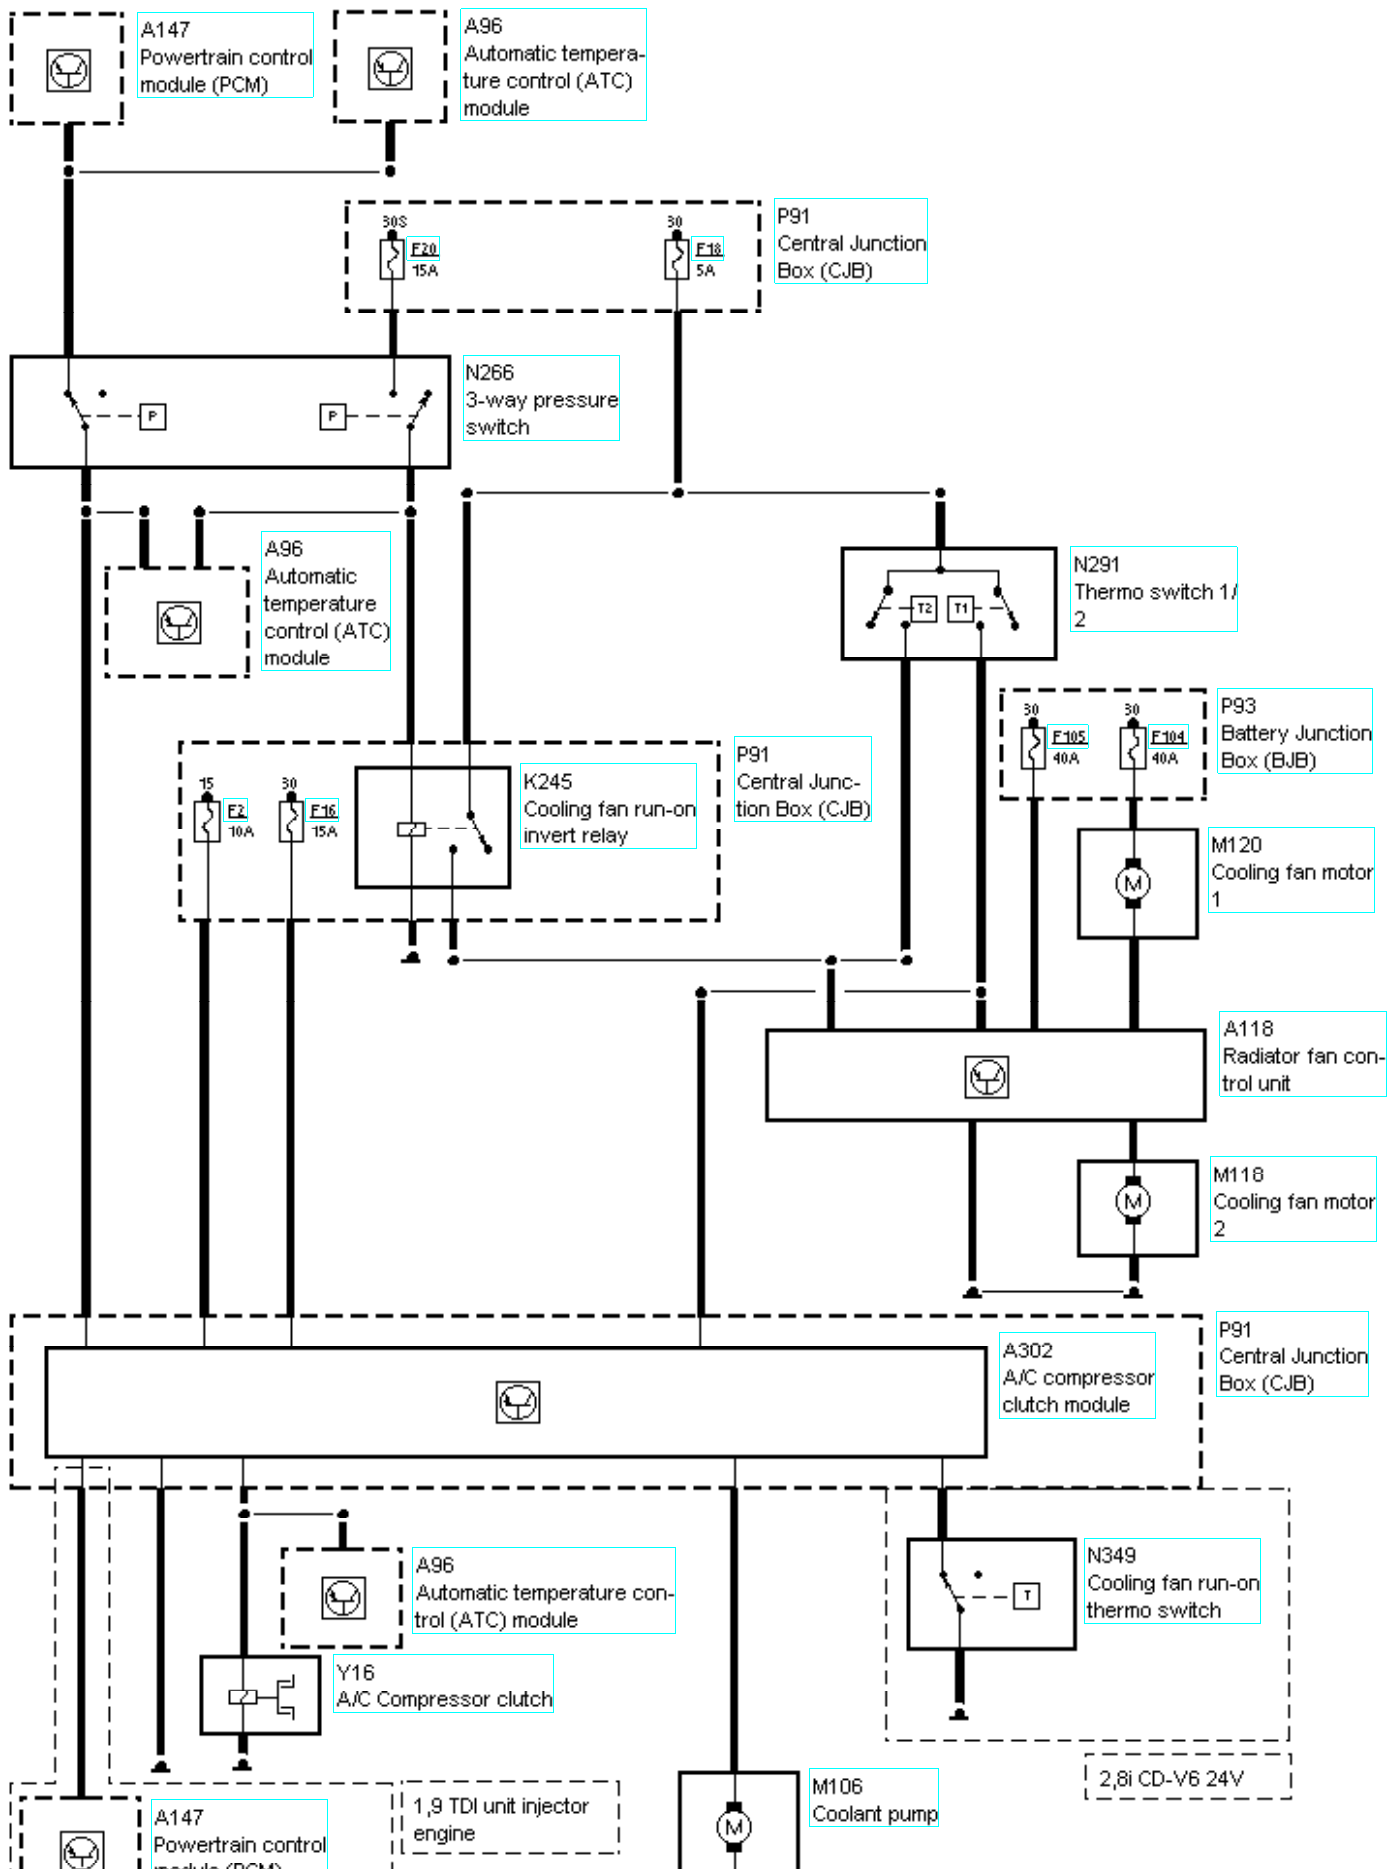 A147
Powertrain control
module (PCM)
A96
Automatic tempera-
ture control (ATC)
module
30S
F20
15A
30
F18
5A
P91
Central Junction
Box (CJB)
P
P
N266
3-way pressure
switch
A96
Automatic
temperature
control (ATC)
module
T2
T1
N291
Thermo switch 1/
2
30
F105
40A
30
F104
40A
P93
Battery Junction
Box (BJB)
15
F2
10A
30
F16
15A
K245
Cooling fan run-on
invert relay
P91
Central Junc-
tion Box (CJB)
M
M120
Cooling fan motor
1
A118
Radiator fan con-
trol unit
M
M118
Cooling fan motor
2
A302
A/C compressor
clutch module
P91
Central Junction
Box (CJB)
A96
Automatic temperature con-
trol (ATC) module
T
N349
Cooling fan run-on
thermo switch
Y16
A/C Compressor clutch
2,8i CD-V6 24V
M
M106
Coolant pump
1,9 TDI unit injector
engine
A147
Powertrain control
module (PCM)